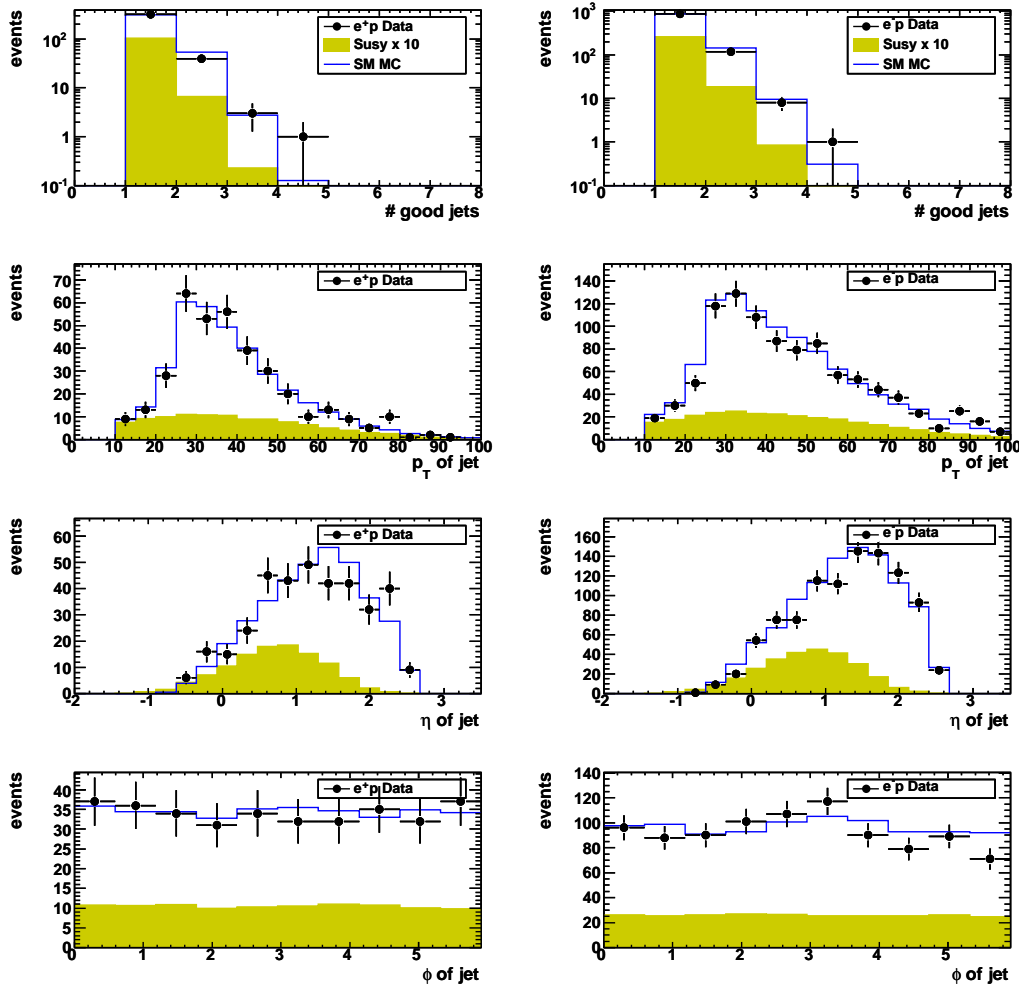 events
10²
10
1
10⁻¹
e⁺p Data
Susy x 10
SM MC
0 1 2 3 4 5 6 7 8
# good jets
events
10³
10²
10
1
10⁻¹
e⁻p Data
Susy x 10
SM MC
0 1 2 3 4 5 6 7 8
# good jets
events
70
60
50
40
30
20
10
0
e⁺p Data
0 10 20 30 40 50 60 70 80 90 100
p_T of jet
events
140
120
100
80
60
40
20
0
e⁻p Data
0 10 20 30 40 50 60 70 80 90 100
p_T of jet
events
60
50
40
30
20
10
0
e⁺p Data
-2 -1 0 1 2 3
η of jet
events
160
140
120
100
80
60
40
20
0
e⁻p Data
-2 -1 0 1 2 3
η of jet
events
40
35
30
25
20
15
10
5
0
e⁺p Data
0 1 2 3 4 5
ϕ of jet
events
140
120
100
80
60
40
20
0
e⁻p Data
0 1 2 3 4 5
ϕ of jet